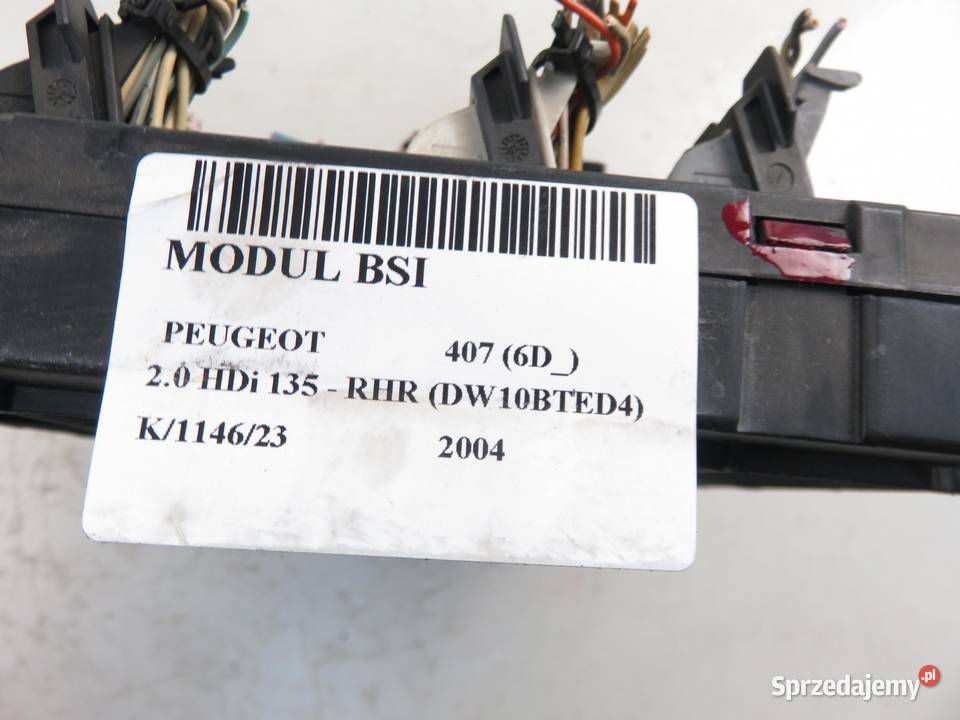 MODUL BSI
PEUGEOT 407 (6D_)
2.0 HDi 135 - RHR (DW10BTED4)
K/1146/23 2004
Sprzedajemy.pl